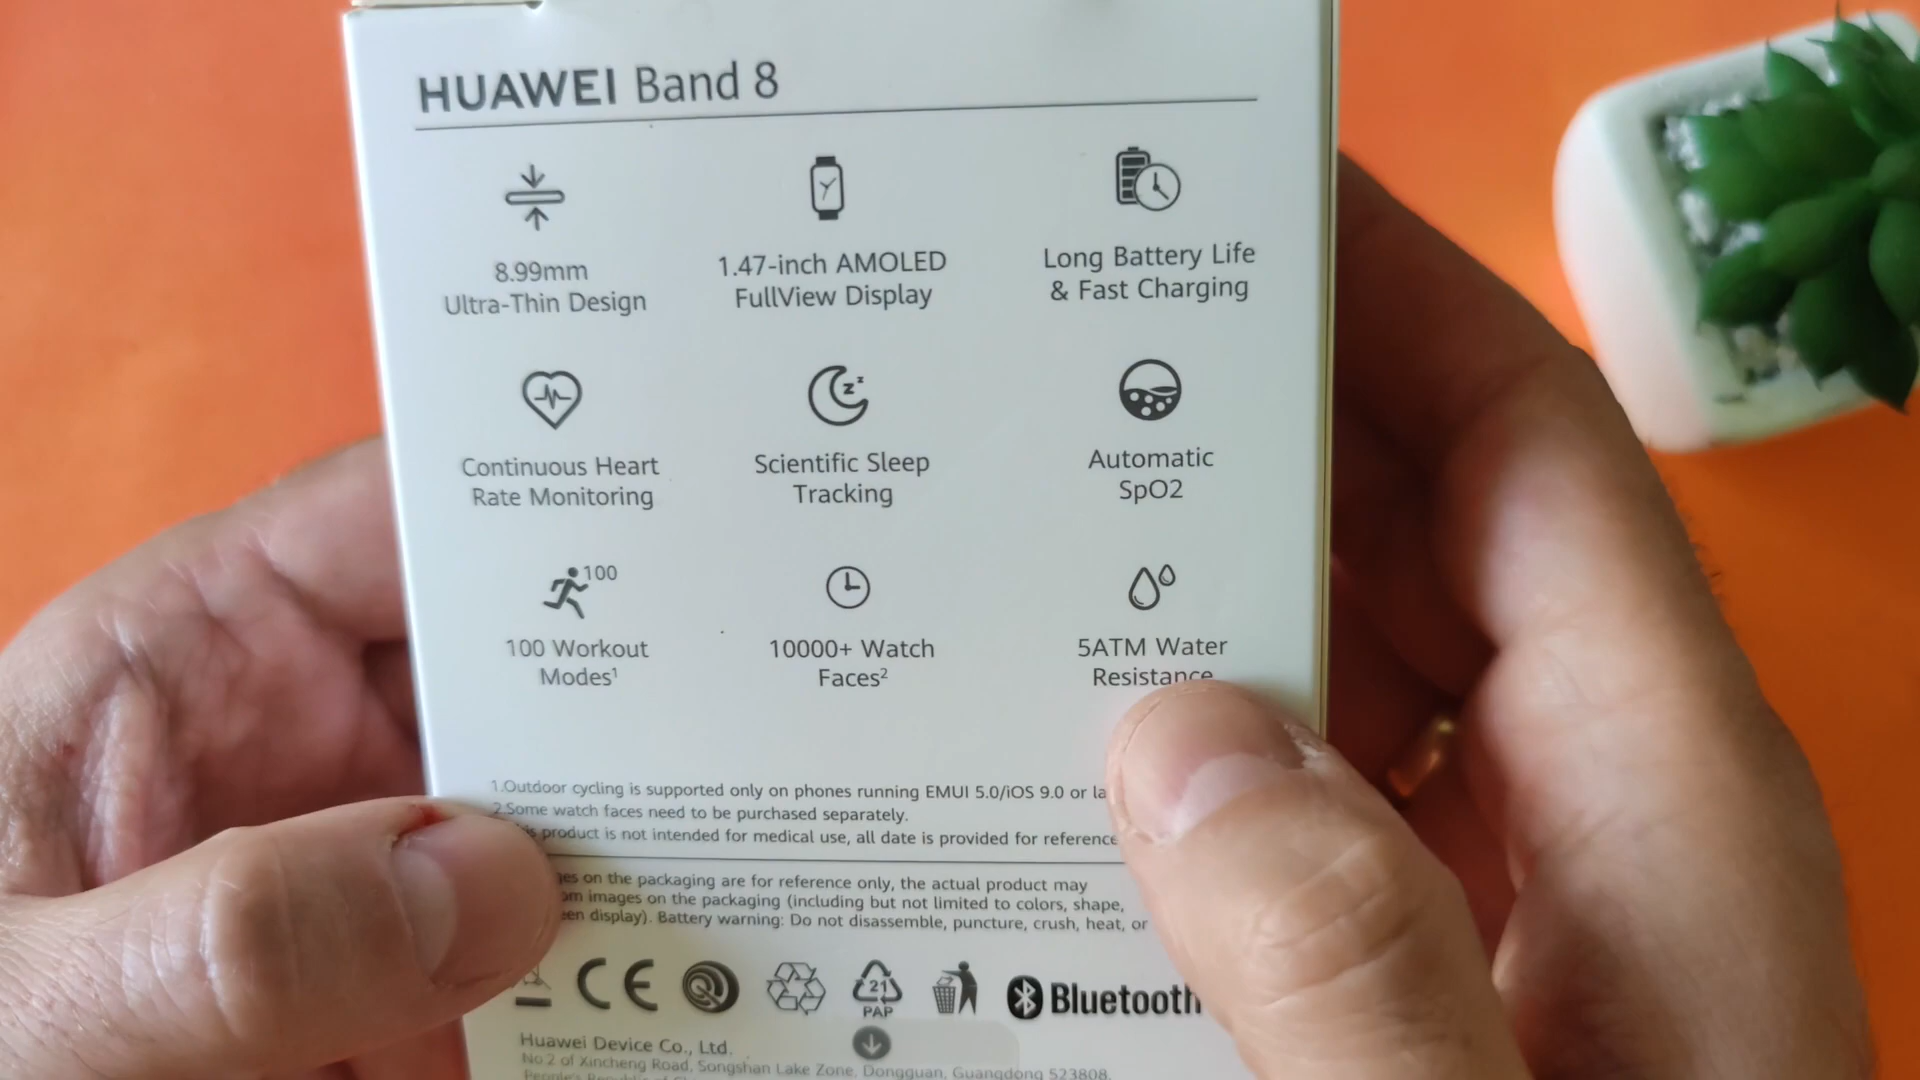 HUAWEI Band 8
8.99mm
Ultra-Thin Design
1.47-inch AMOLED
FullView Display
Long Battery Life
& Fast Charging
Continuous Heart
Rate Monitoring
zz
Scientific Sleep
Tracking
Automatic
SpO2
100
100 Workout
Modes¹
10000+ Watch
Faces²
5ATM Water
Resistance
1.Outdoor cycling is supported only on phones running EMUI 5.0/iOS 9.0 or
2.Some watch faces need to be purchased separately.
product is not intended for medical use, all date is provided for reference
on the packaging are for reference only, the actual product may
images on the packaging (including but not limited to colors, shape,
display). Battery warning: Do not disassemble, puncture, crush, heat, or
CE
21
PAP
Bluetooth
Huawei Device Co., Ltd.
No.2 of Xincheng Road, Songshan Lake Zone, Dongguan, Guangdong 523808,
People's